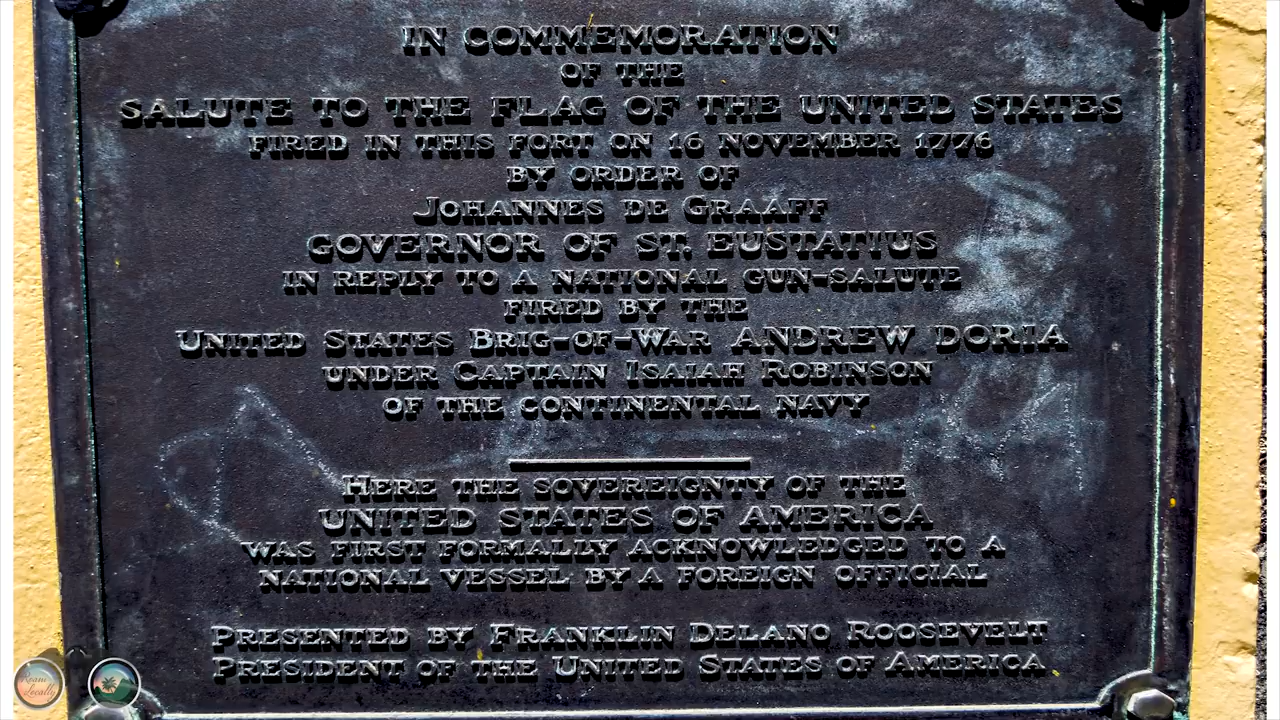 IN COMMEMORATION
OF THE
SALUTE TO THE FLAG OF THE UNITED STATES
FIRED IN THIS FORT ON 16 NOVEMBER 1776
BY ORDER OF
JOHANNES DE GRAAFF
GOVERNOR OF ST. EUSTATIUS
IN REPLY TO A NATIONAL GUN-SALUTE
FIRED BY THE
UNITED STATES BRIG-OF-WAR ANDREW DORIA
UNDER CAPTAIN ISAIAH ROBINSON
OF THE CONTINENTAL NAVY
HERE THE SOVEREIGNTY OF THE
UNITED STATES OF AMERICA
WAS FIRST FORMALLY ACKNOWLEDGED TO A
NATIONAL VESSEL BY A FOREIGN OFFICIAL
PRESENTED BY FRANKLIN DELANO ROOSEVELT
PRESIDENT OF THE UNITED STATES OF AMERICA
Roam
Locally